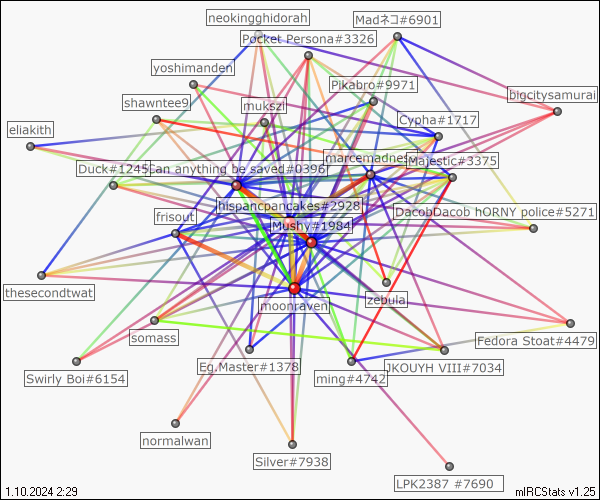 neokingghidorah
Madネコ#6901
Pocket Persona#3326
yoshimanden
Pikabro#9971
bigcitysamurai
shawntee9
mukszi
Cypha#1717
eliakith
marcemadness
Majestic#3375
Duck#1245
Can anything be saved#0396
hispancpancakes#2928
DacobDacob hORNY police#5271
frisout
Mushy#1984
thesecondtwat
moonraven
zebula
somass
Fedora Stoat#4479
Eg.Master#1378
JKOUYH VIII#7034
Swirly Boi#6154
ming#4742
normalwan
Silver#7938
LPK2387 #7690
1.10.2024 2:29
mIRCStats v1.25